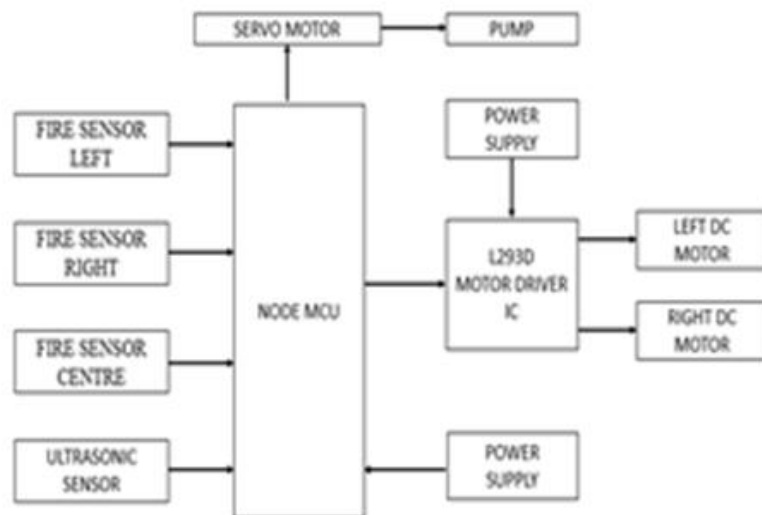 SERVO MOTOR
PUMP
FIRE SENSOR
LEFT
POWER
SUPPLY
FIRE SENSOR
RIGHT
NODE MCU
L293D
MOTOR DRIVER
IC
LEFT DC
MOTOR
RIGHT DC
MOTOR
FIRE SENSOR
CENTRE
ULTRASONIC
SENSOR
POWER
SUPPLY